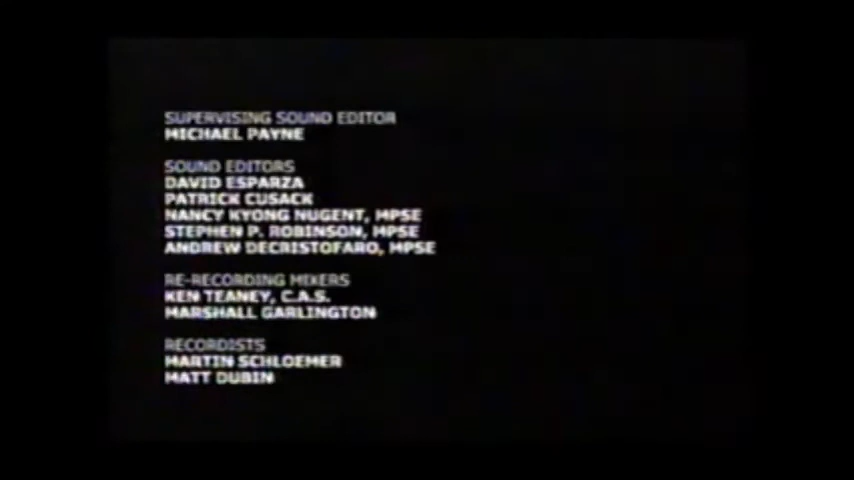 SUPERVISING SOUND EDITOR
MICHAEL PAYNE
SOUND EDITORS
DAVID ESPARZA
PATRICK CUSACK
NANCY KYONG NUGENT, MPSE
STEPHEN P. ROBINSON, MPSE
ANDREW DECRISTOFARO, MPSE
RE-RECORDING MIXERS
KEN TEANEY, C.A.S.
MARSHALL GARLINGTON
RECORDISTS
MARTIN SCHLOEMER
MATT DUBIN